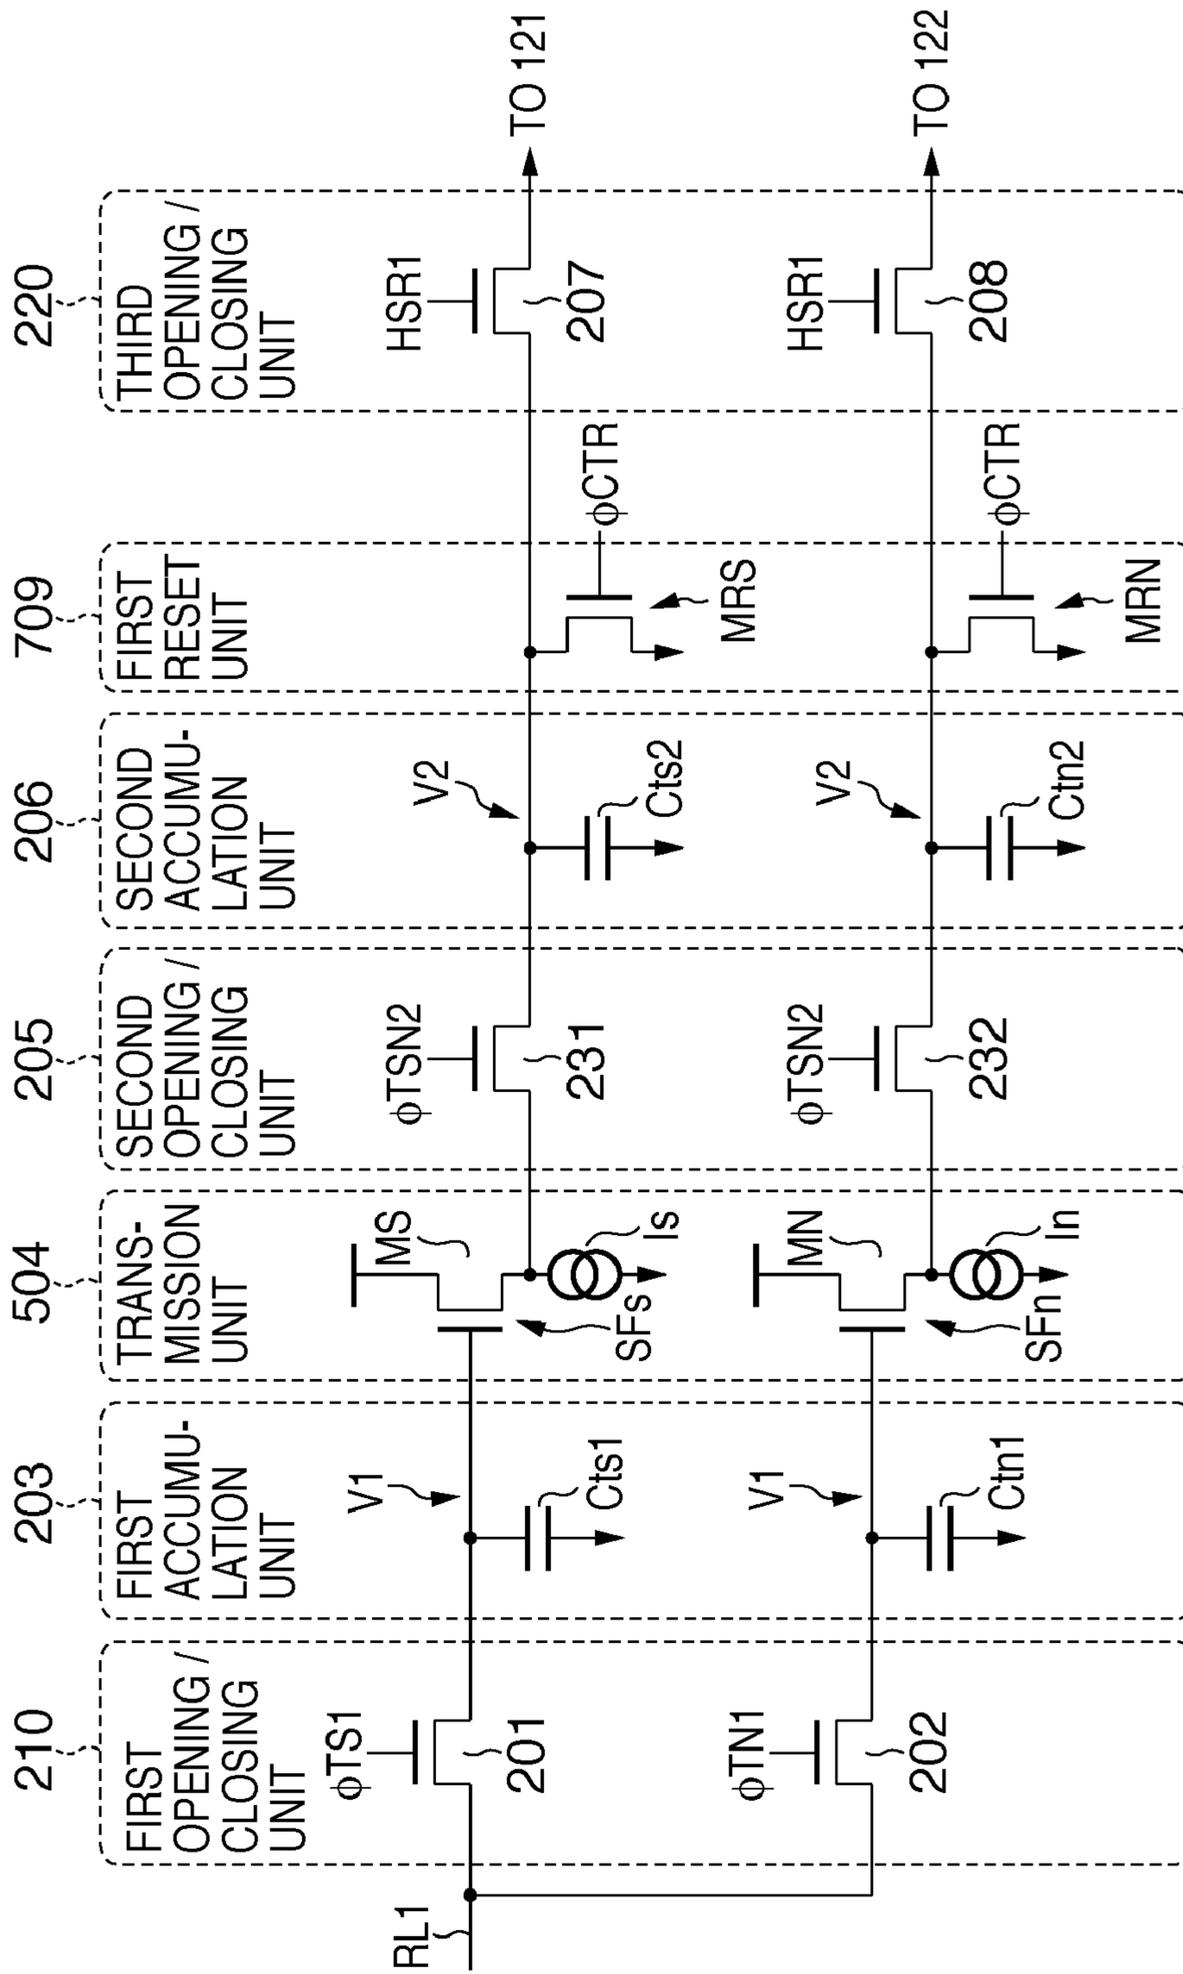 210
FIRST
OPENING /
CLOSING
UNIT
203
FIRST
ACCUMU-
LATION
UNIT
504
TRANS-
MISSION
UNIT
205
SECOND
OPENING /
CLOSING
UNIT
206
SECOND
ACCUMU-
LATION
UNIT
709
FIRST
RESET
UNIT
220
THIRD
OPENING /
CLOSING
UNIT
RL1
ϕTS1
201
V1
Cts1
MS
SFs
Is
ϕTSN2
231
V2
Cts2
ϕCTR
MRS
HSR1
207
TO 121
ϕTN1
202
V1
Ctn1
MN
SFn
In
ϕTSN2
232
V2
Ctn2
ϕCTR
MRN
HSR1
208
TO 122